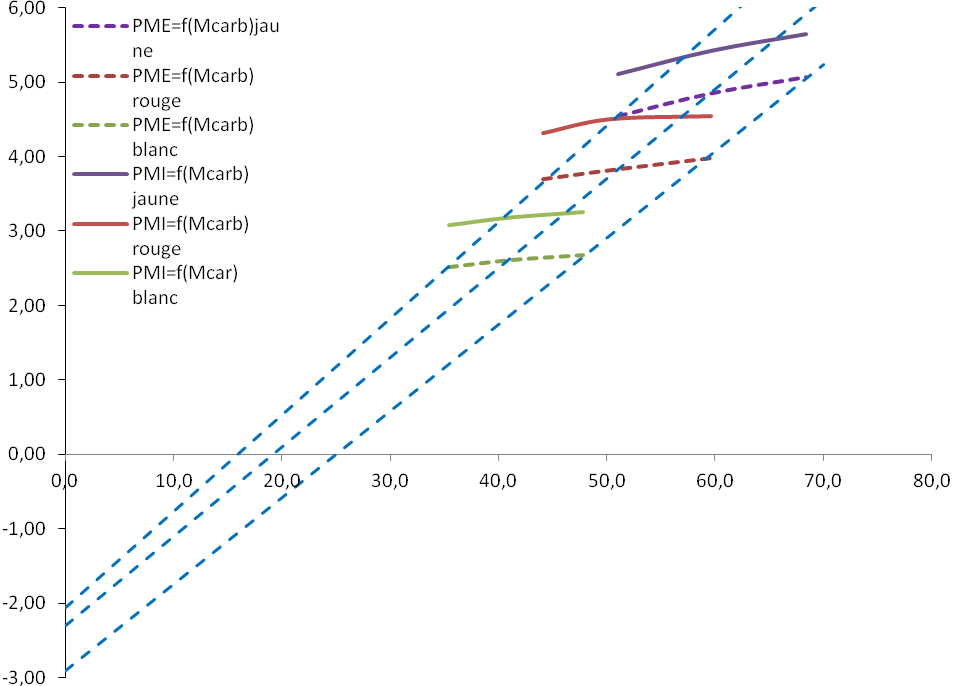 6,00
5,00
4,00
3,00
2,00
1,00
0,00
-1,00
-2,00
-3,00
PME=f(Mcarb)jau
ne
PME=f(Mcarb)
rouge
PME=f(Mcarb)
blanc
PMI=f(Mcarb)
jaune
PMI=f(Mcarb)
rouge
PMI=f(Mcar)
blanc
0,0 10,0 20,0 30,0 40,0 50,0 60,0 70,0 80,0